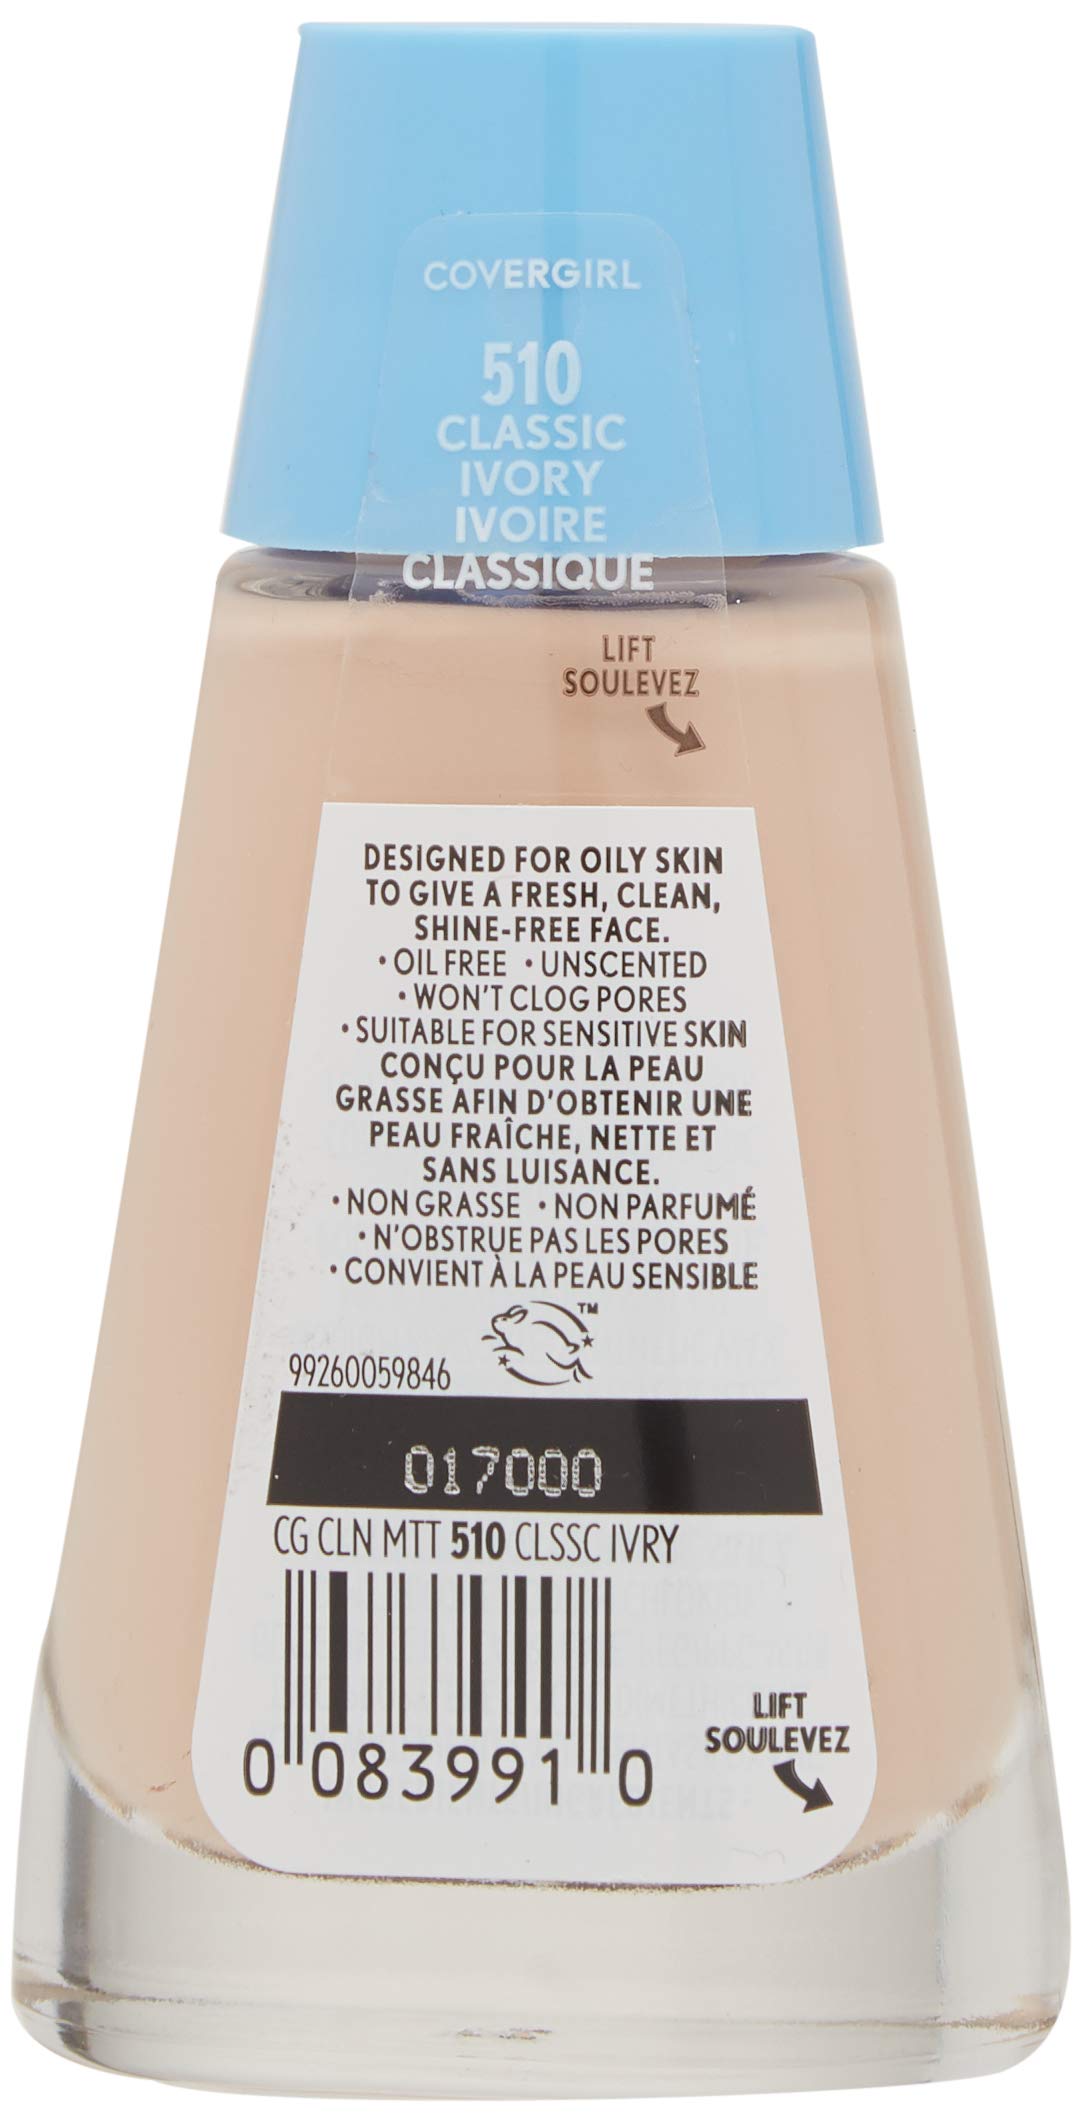 COVERGIRL
510
CLASSIC
IVORY
IVOIRE
CLASSIQUE
LIFT
SOULEVEZ
DESIGNED FOR OILY SKIN
TO GIVE A FRESH, CLEAN,
SHINE-FREE FACE.
• OIL FREE • UNSCENTED
• WON'T CLOG PORES
• SUITABLE FOR SENSITIVE SKIN
CONÇU POUR LA PEAU
GRASSE AFIN D'OBTENIR UNE
PEAU FRAÎCHE, NETTE ET
SANS LUISANCE.
• NON GRASSE • NON PARFUMÉ
• N'OBSTRUE PAS LES PORES
• CONVIENT À LA PEAU SENSIBLE
TM
99260059846
017000
CG CLN MTT 510 CLSSC IVRY
0 083991 0
LIFT
SOULEVEZ